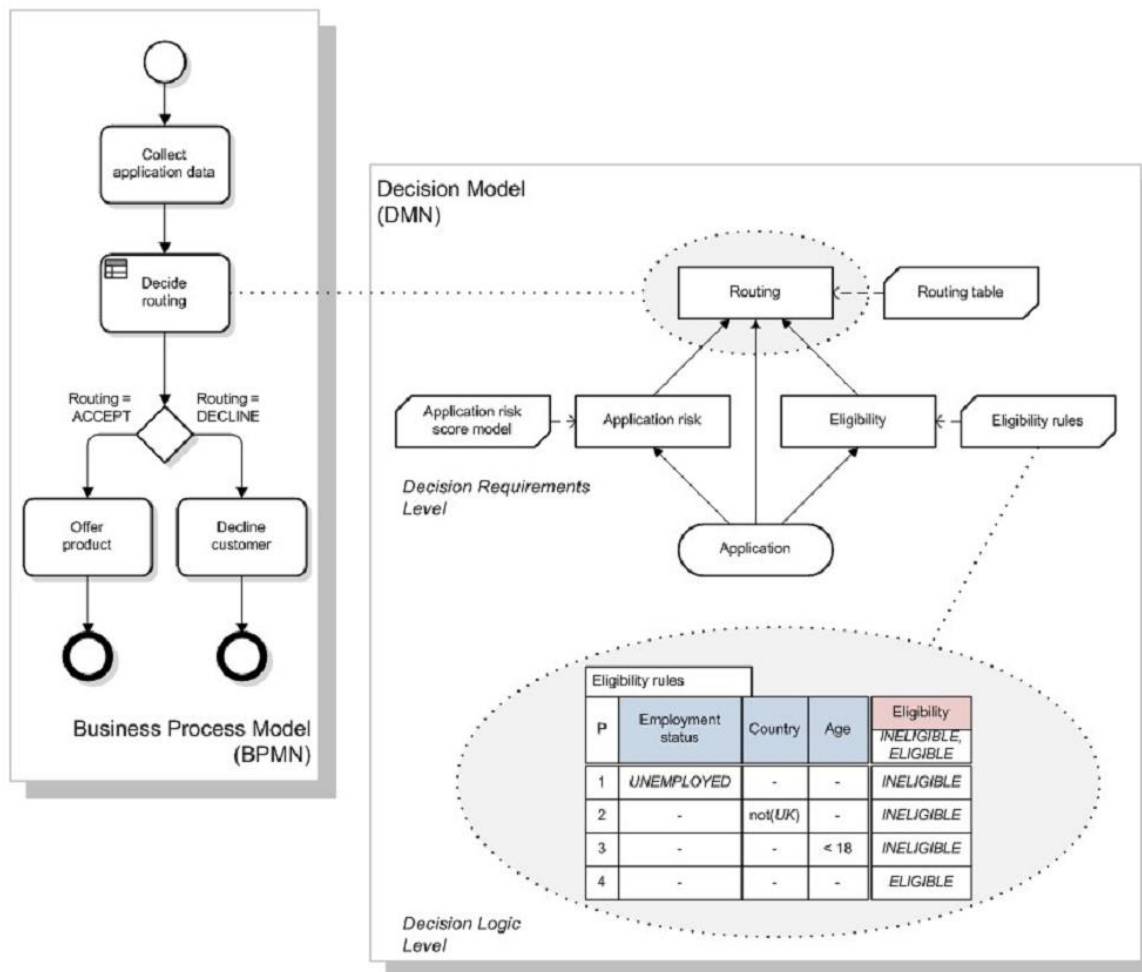 Collect
application data
Decide
routing
Routing =
ACCEPT
Routing =
DECLINE
Offer
product
Decline
customer
Business Process Model
(BPMN)
Decision Model
(DMN)
Routing
Routing table
Application risk
score model
Application risk
Eligibility
Eligibility rules
Decision Requirements
Level
Application
Eligibility rules
P
Employment
status
Country
Age
Eligibility
INELIGIBLE,
ELIGIBLE
1 UNEMPLOYED - - INELIGIBLE
2 - not(UK) - INELIGIBLE
3 - - < 18 INELIGIBLE
4 - - - ELIGIBLE
Decision Logic
Level